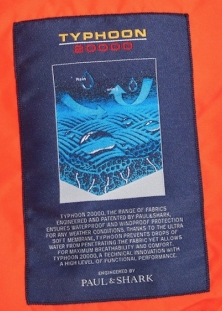 TYPHOON
20000
Rain
TYPHOON 20000, THE RANGE OF FABRICS
ENGINEERED AND PATENTED BY PAUL&SHARK,
ENSURES WATERPROOF AND WINDPROOF PROTECTION
FOR ANY WEATHER CONDITIONS. THANKS TO THE ULTRA
SOFT MEMBRANE, TYPHOON PREVENTS DROPS OF
WATER FROM PENETRATING THE FABRIC YET ALLOWS
FOR MAXIMUM BREATHABILITY AND COMFORT.
TYPHOON 20000, A TECHNICAL INNOVATION WITH
A HIGH LEVEL OF FUNCTIONAL PERFORMANCE.
ENGINEERED BY
PAUL&SHARK